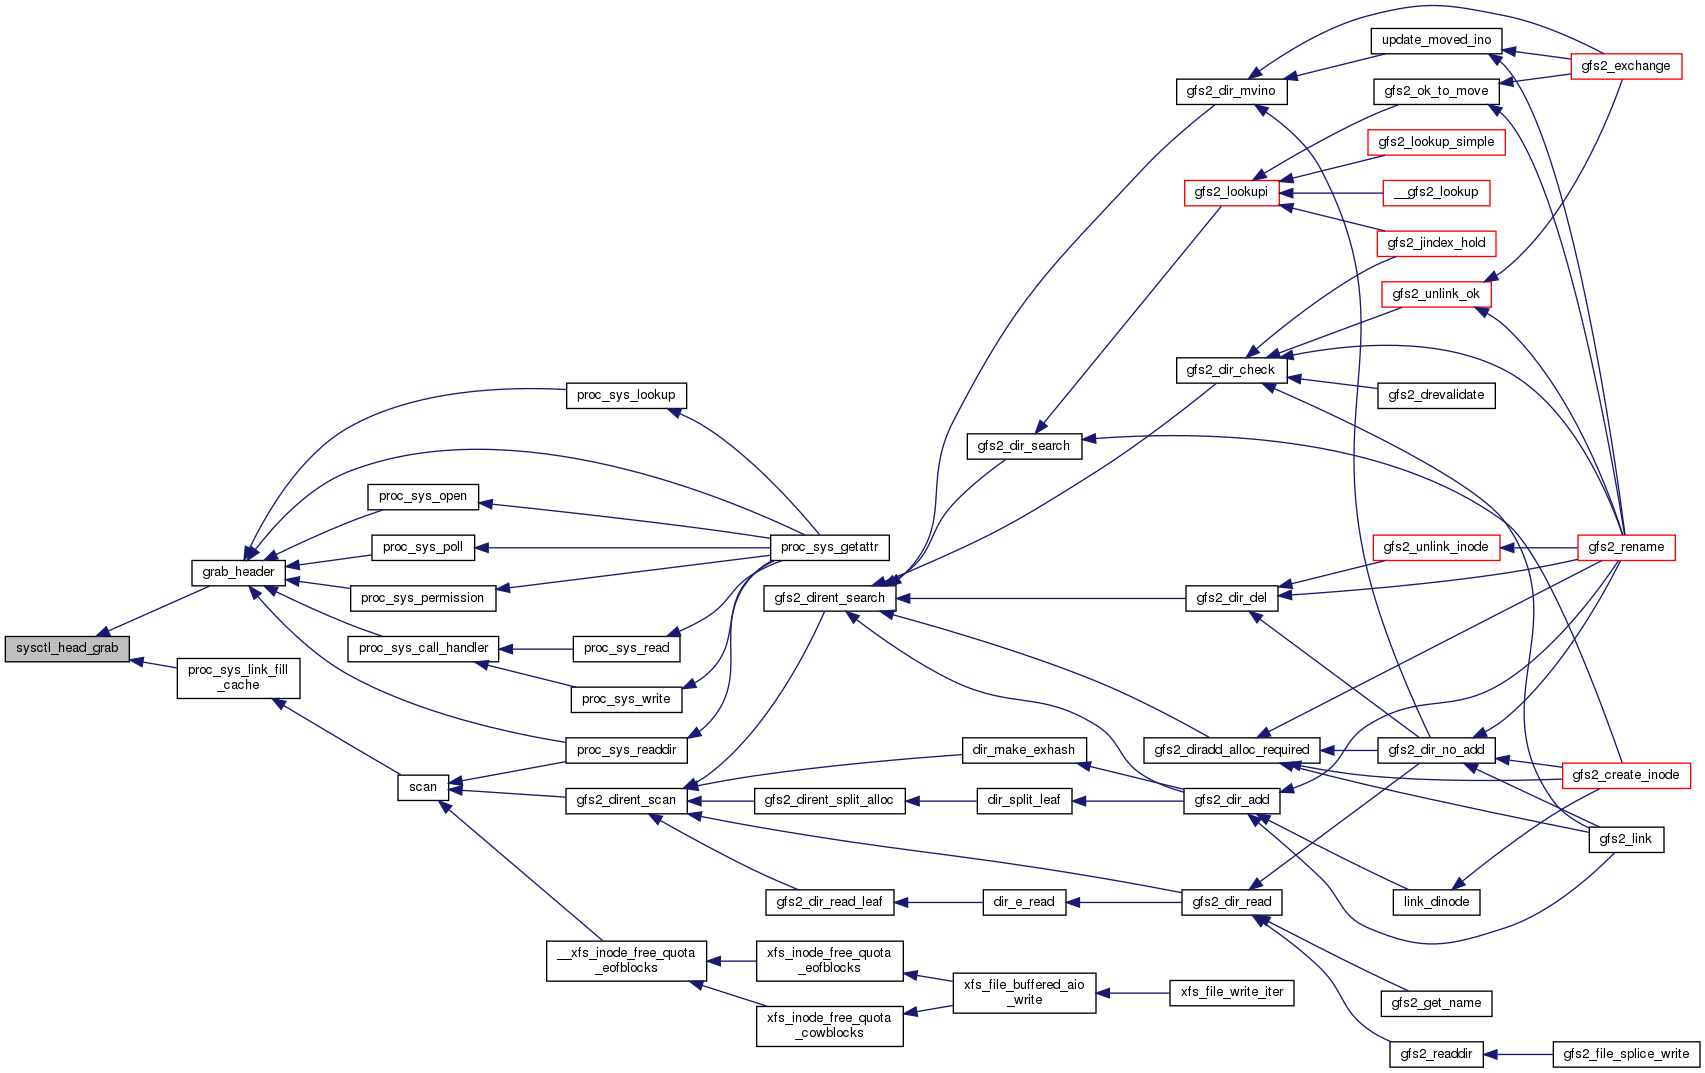 sysctl_head_grab
grab_header
proc_sys_link_fill
_cache
proc_sys_lookup
proc_sys_open
proc_sys_poll
proc_sys_permission
proc_sys_call_handler
scan
proc_sys_read
proc_sys_write
proc_sys_readdir
gfs2_dirent_scan
__xfs_inode_free_quota
_eofblocks
proc_sys_getattr
gfs2_dirent_search
gfs2_dirent_split_alloc
gfs2_dir_read_leaf
xfs_inode_free_quota
_eofblocks
xfs_inode_free_quota
_cowblocks
gfs2_dir_search
dir_make_exhash
dir_split_leaf
dir_e_read
xfs_file_buffered_aio
_write
gfs2_dir_mvino
gfs2_lookupi
gfs2_dir_check
gfs2_dir_del
gfs2_diradd_alloc_required
gfs2_dir_add
gfs2_dir_read
xfs_file_write_iter
update_moved_ino
gfs2_ok_to_move
gfs2_lookup_simple
__gfs2_lookup
gfs2_jindex_hold
gfs2_unlink_ok
gfs2_drevalidate
gfs2_unlink_inode
gfs2_dir_no_add
link_dinode
gfs2_get_name
gfs2_readdir
gfs2_exchange
gfs2_rename
gfs2_create_inode
gfs2_link
gfs2_file_splice_write